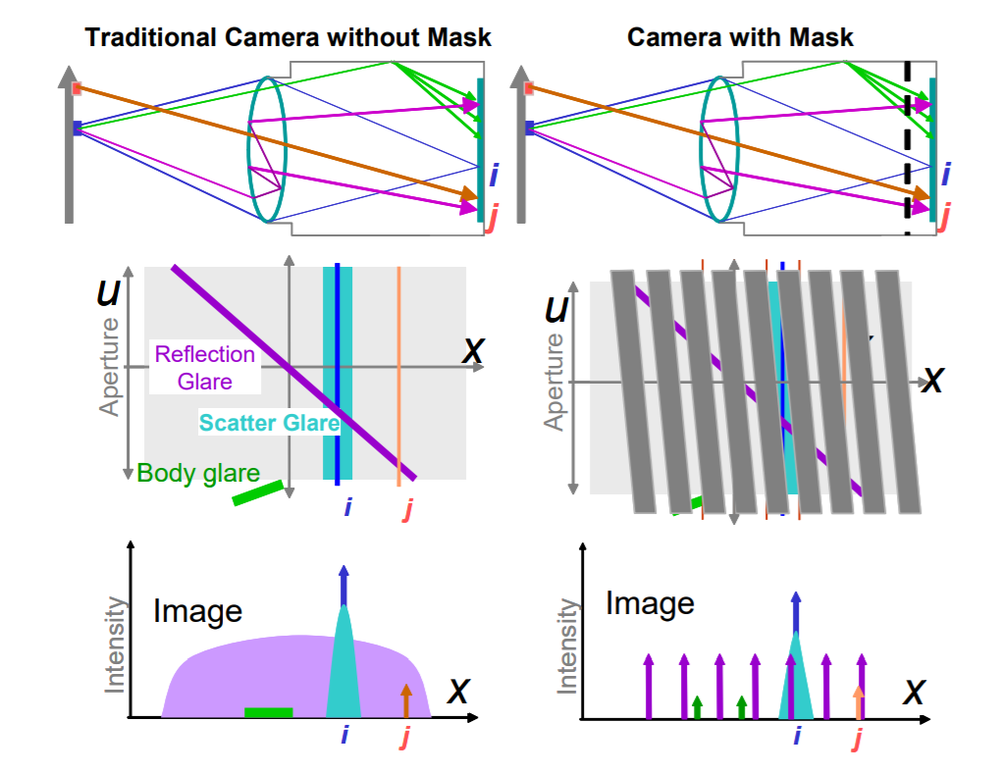 Traditional Camera without Mask
Camera with Mask
i
j
i
j
u
Aperture
x
Reflection
Glare
Scatter Glare
Body glare
i
j
u
Aperture
x
Intensity
Image
x
i
j
Intensity
Image
x
i
j